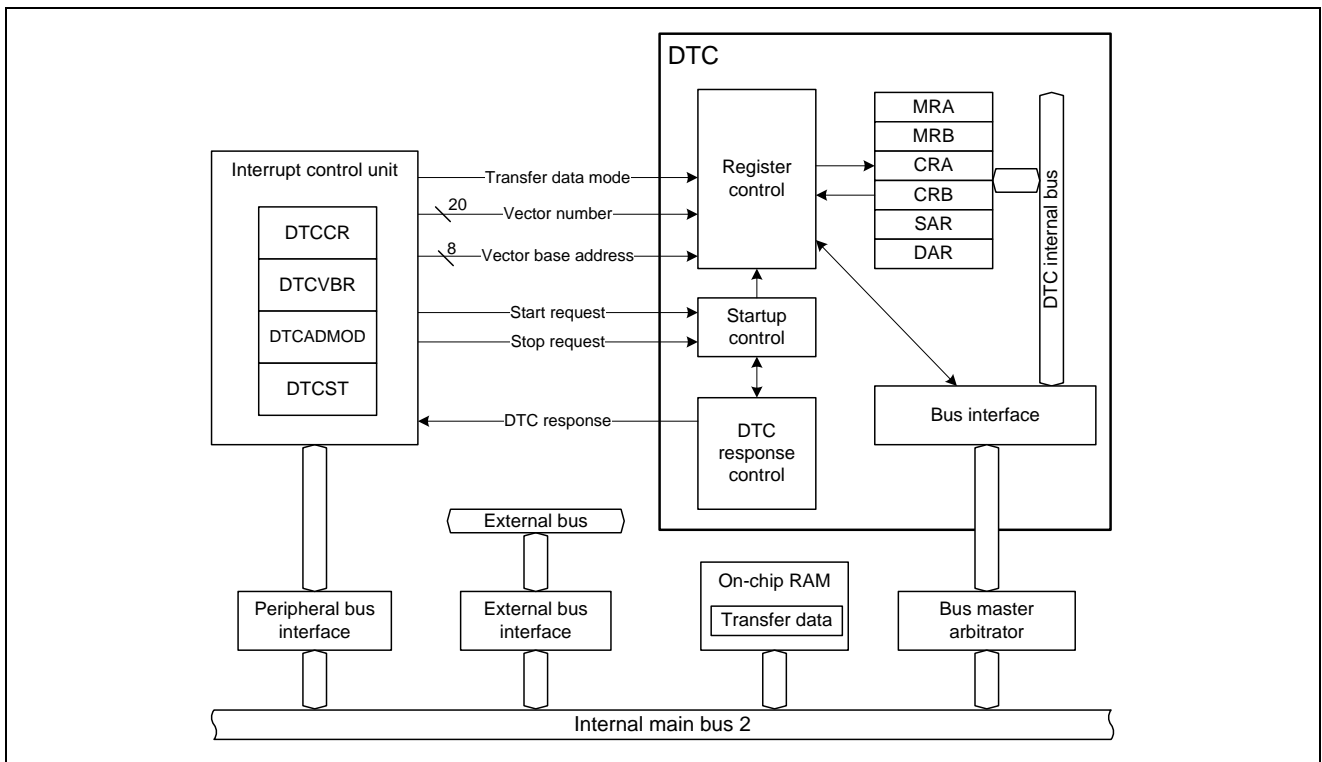 DTC
Interrupt control unit
DTCCR
DTCVBR
DTCADMOD
DTCST
Transfer data mode
20
Vector number
8
Vector base address
Start request
Stop request
DTC response
Register
control
Startup
control
DTC
response
control
MRA
MRB
CRA
CRB
SAR
DAR
DTC internal bus
Bus interface
External bus
Peripheral bus
interface
External bus
interface
On-chip RAM
Transfer data
Bus master
arbitrator
Internal main bus 2